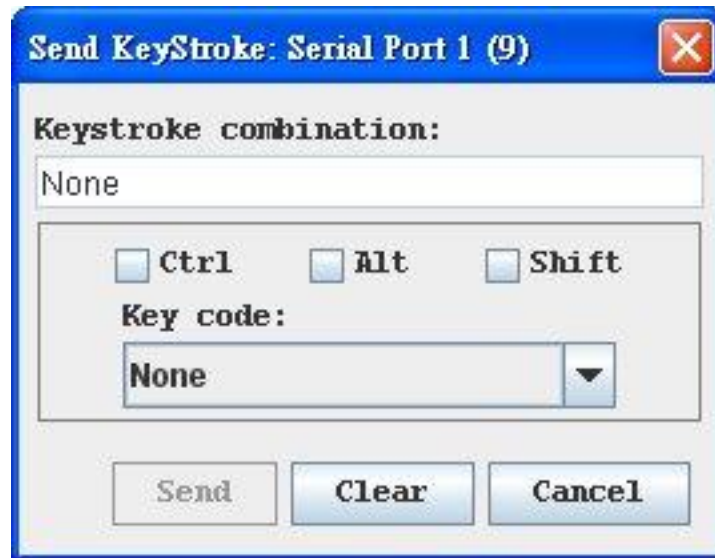 Send KeyStroke: Serial Port 1 (9)
Keystroke combination:
None
Ctrl Alt Shift
Key code:
None
Send Clear Cancel